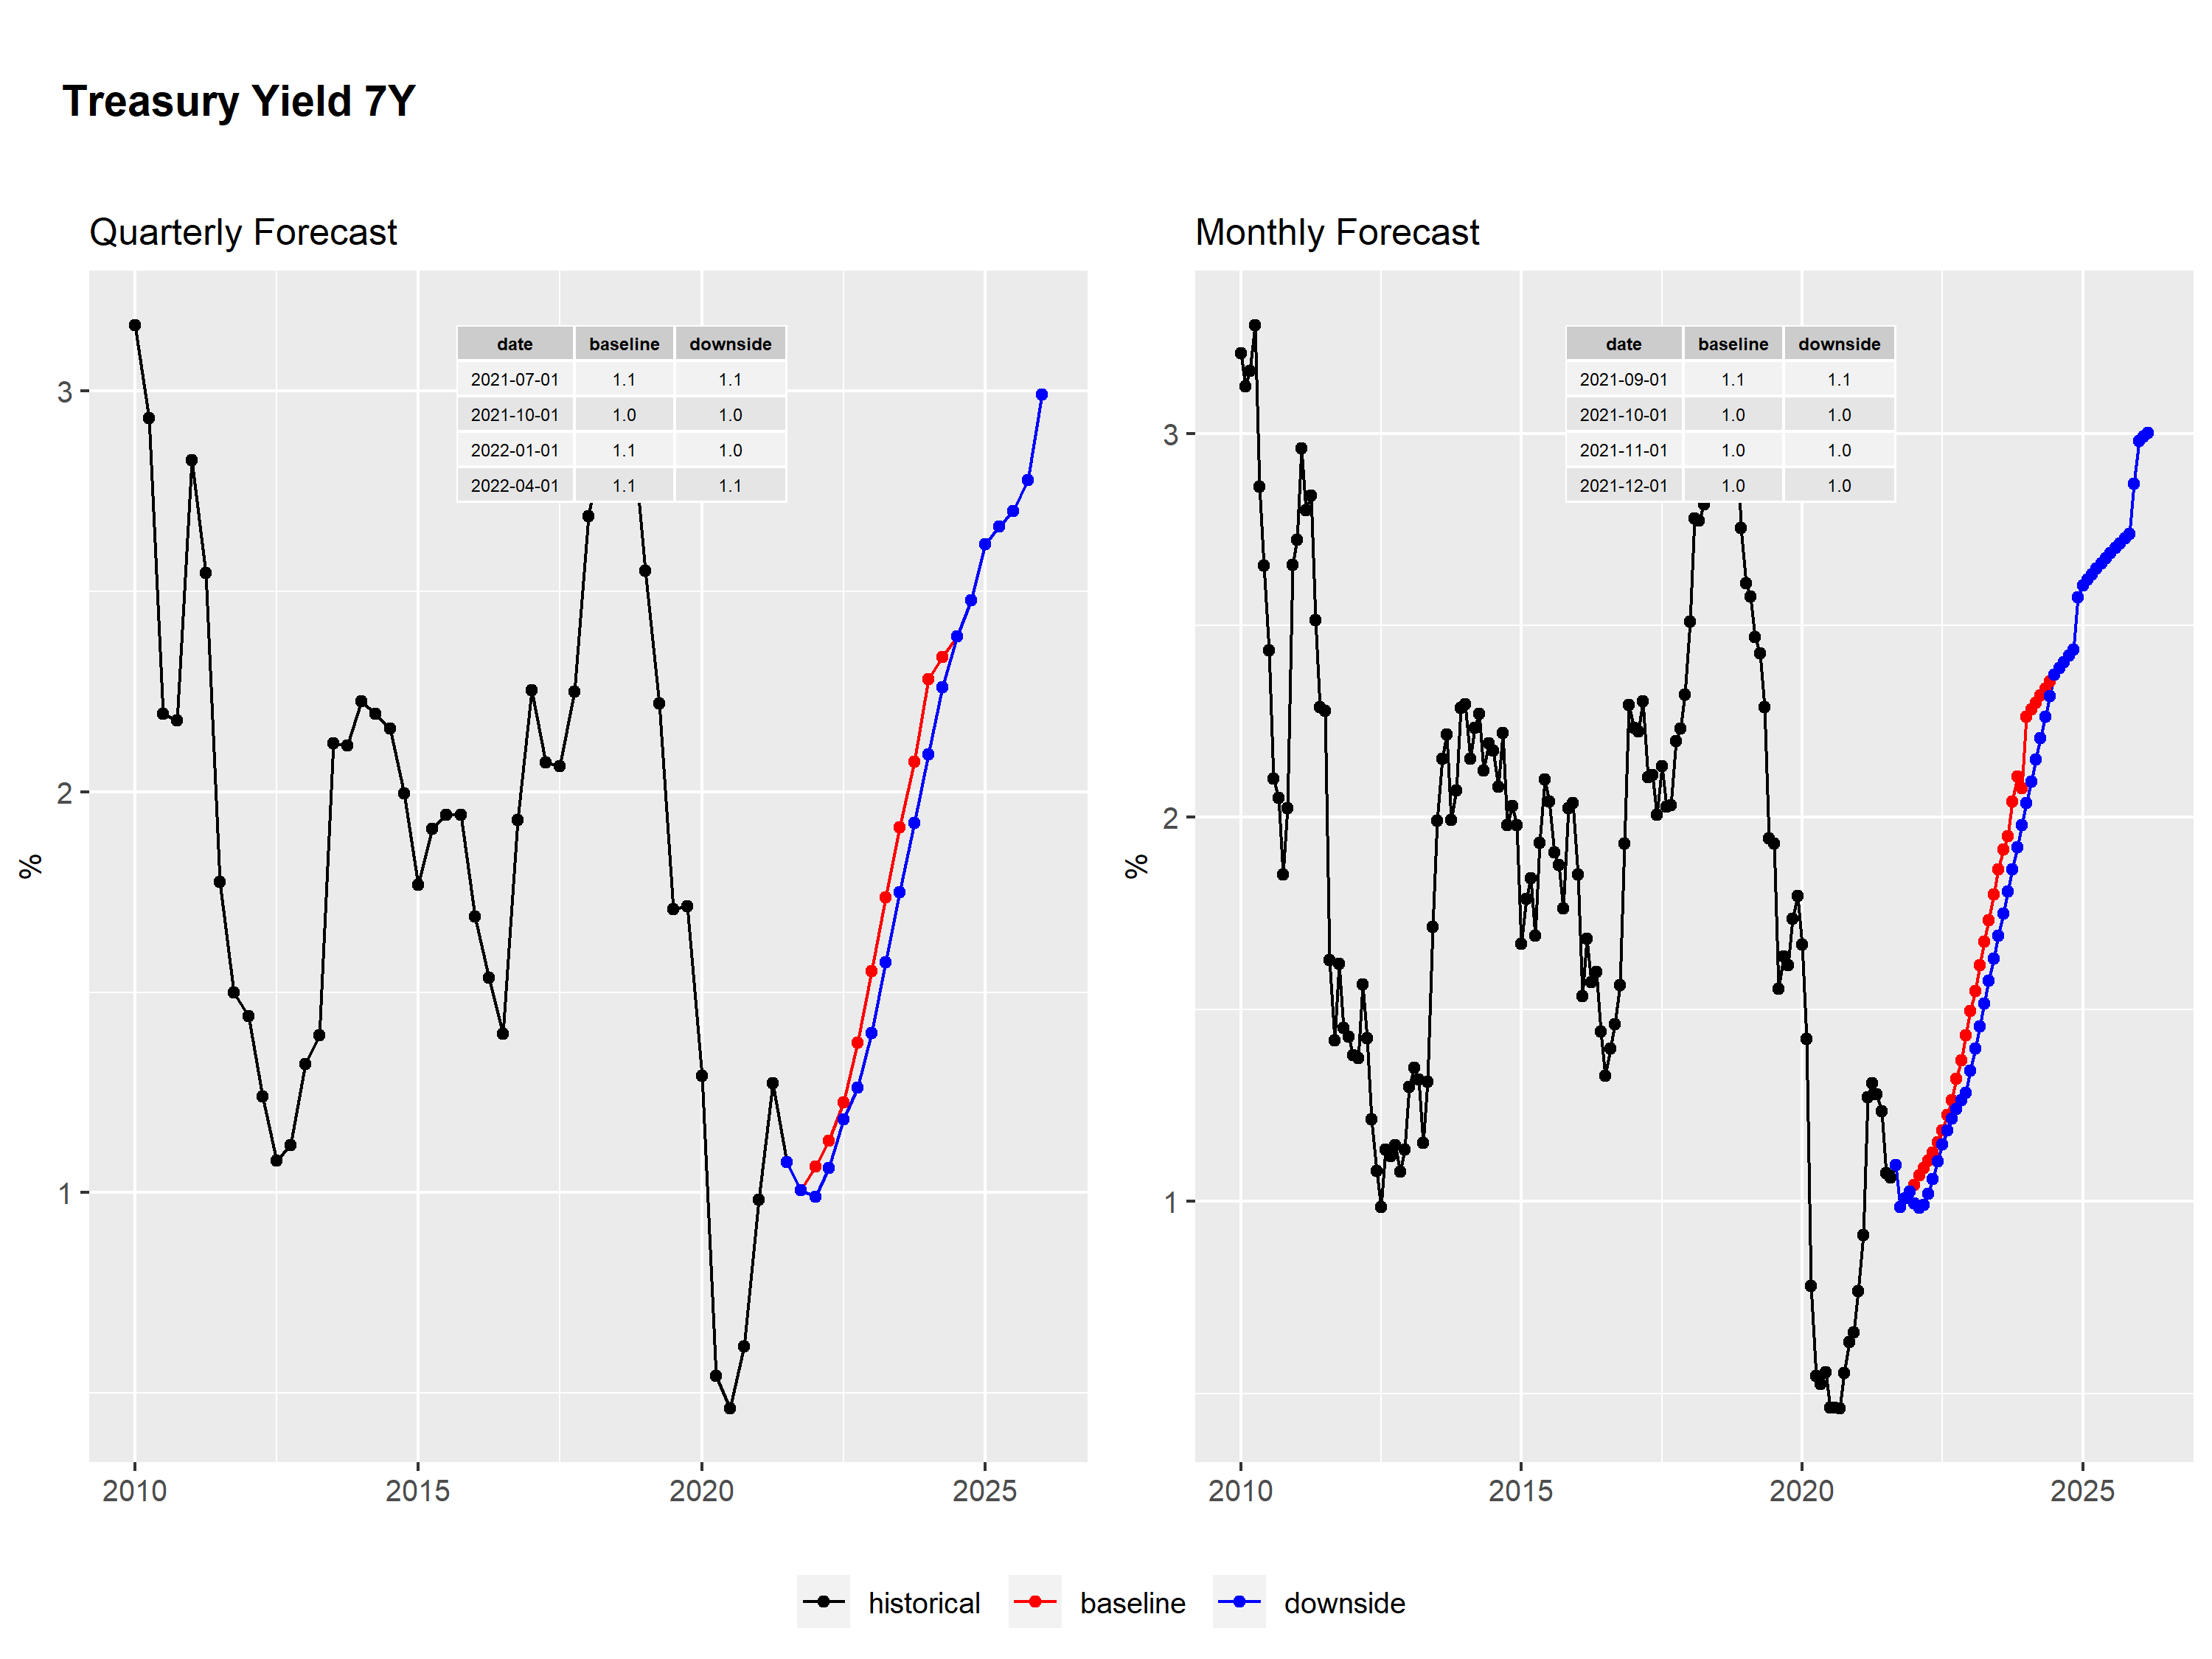 Treasury Yield 7Y
Quarterly Forecast
date baseline downside
2021-07-01 1.1 1.1
2021-10-01 1.0 1.0
2022-01-01 1.1 1.0
2022-04-01 1.1 1.1
3
2
1
%
2010 2015 2020 2025
Monthly Forecast
date baseline downside
2021-09-01 1.1 1.1
2021-10-01 1.0 1.0
2021-11-01 1.0 1.0
2021-12-01 1.0 1.0
3
2
1
%
2010 2015 2020 2025
historical baseline downside